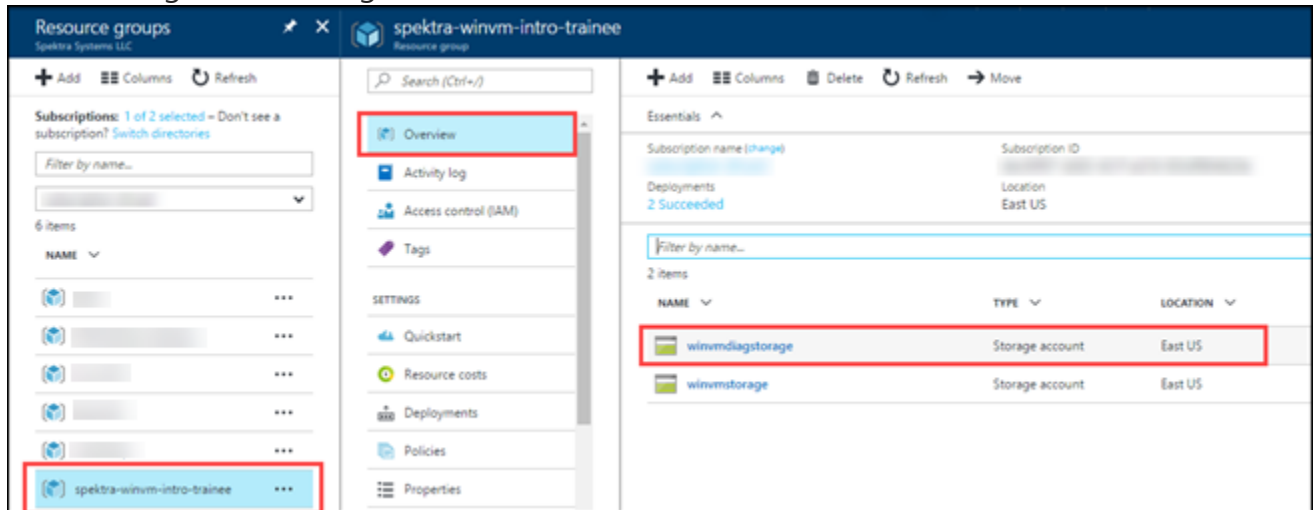 Resource groups
Spektra Systems LLC
Add Columns Refresh
Subscriptions: 1 of 2 selected – Don't see a
subscription? Switch directories
Filter by name...
6 items
NAME
spektra-winvm-intro-trainee
spektra-winvm-intro-trainee
Resource group
Search (Ctrl+/)
Overview
Activity log
Access control (IAM)
Tags
SETTINGS
Quickstart
Resource costs
Deployments
Policies
Properties
Add Columns Delete Refresh Move
Essentials
Subscription name (change) Subscription ID
Deployments Location
2 Succeeded East US
Filter by name...
2 items
NAME TYPE LOCATION
winvmdiagstorage Storage account East US
winvmstorage Storage account East US